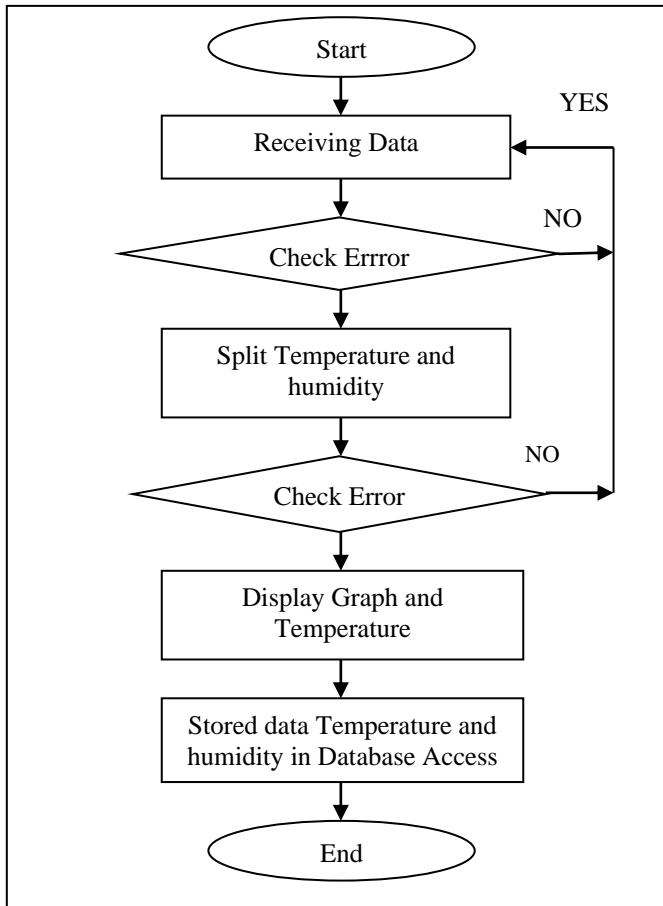 Start
YES
Receiving Data
NO
Check Errror
Split Temperature and
humidity
NO
Check Error
Display Graph and
Temperature
Stored data Temperature and
humidity in Database Access
End